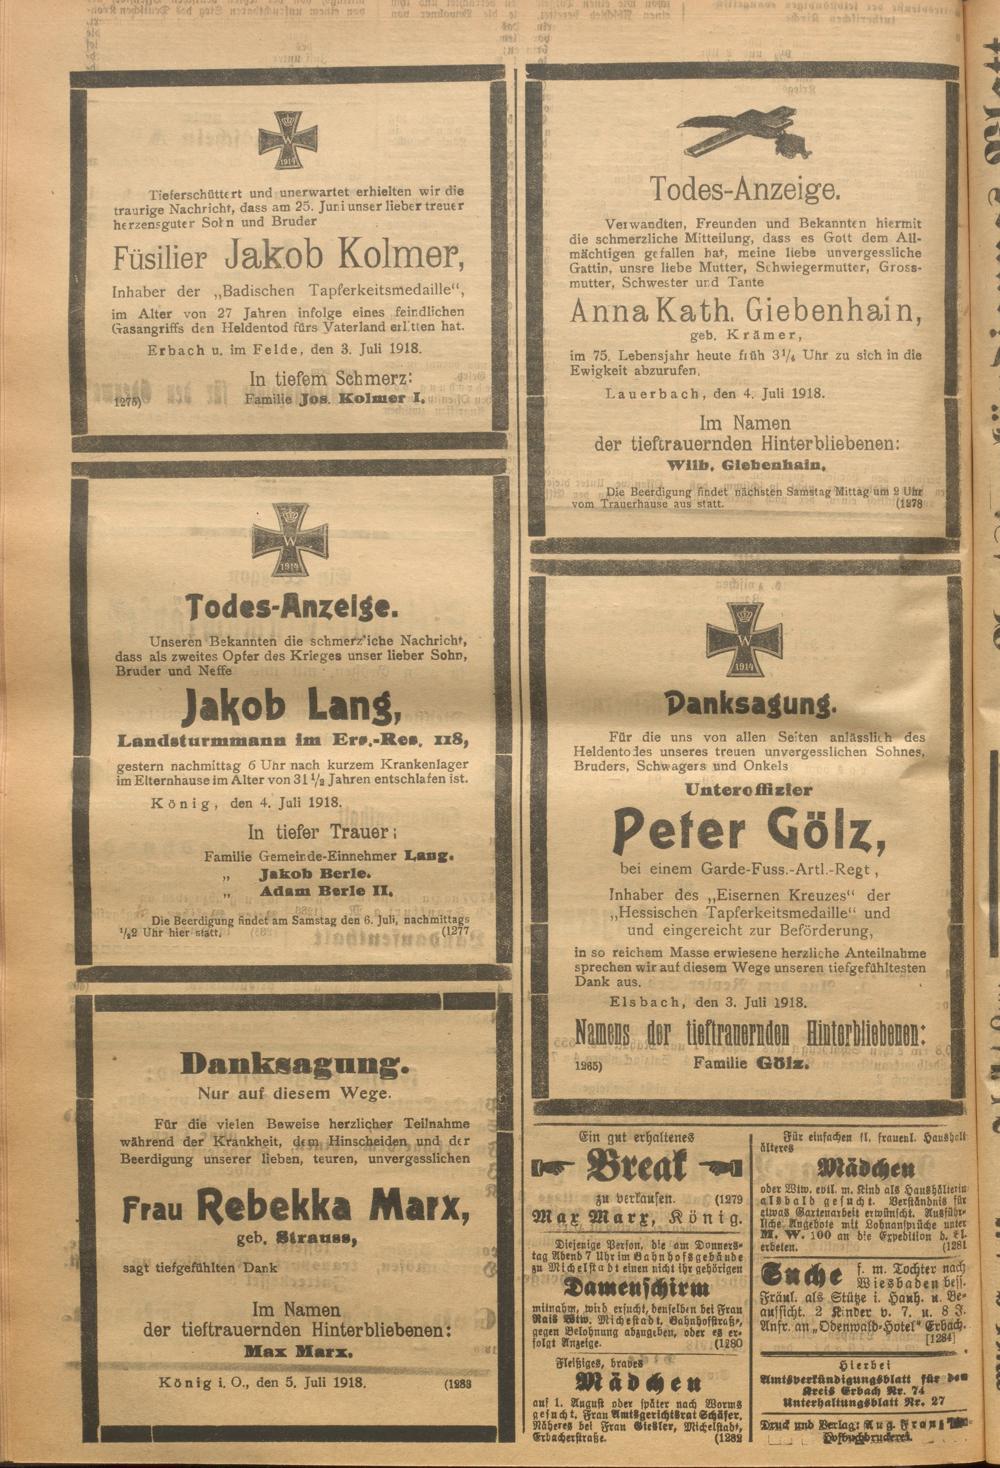 W
1914
Tieferschüttert und unerwartet erhielten wir die
traurige Nachricht, dass am 25. Juni unser lieber treuer
herzensguter Sohn und Bruder
Füsilier Jakob Kolmer,
Inhaber der „Badischen Tapferkeitsmedaille“,
im Alter von 27 Jahren infolge eines feindlichen
Gasangriffs den Heldentod fürs Vaterland erlitten hat.
Erbach u. im Felde, den 3. Juli 1918.
In tiefem Schmerz:
1275) Familie Jos. Kolmer I.
W
1914
Todes-Anzeige.
Unseren Bekannten die schmerz'iche Nachricht,
dass als zweites Opfer des Krieges unser lieber Sohn,
Bruder und Neffe
Jakob Lang,
Landsturmmann im Ers.-Res. 118,
gestern nachmittag 6 Uhr nach kurzem Krankenlager
im Elternhause im Alter von 31 1/2 Jahren entschlafen ist.
König, den 4. Juli 1918.
In tiefer Trauer:
Familie Gemeinde-Einnehmer Lang.
„ Jakob Berle.
„ Adam Berle II.
Die Beerdigung findet am Samstag den 6. Juli, nachmittags
1/22 Uhr hier statt. (1277
Danksagung.
Nur auf diesem Wege.
Für die vielen Beweise herzlicher Teilnahme
während der Krankheit, dem Hinscheiden und der
Beerdigung unserer lieben, teuren, unvergesslichen
Frau Rebekka Marx,
geb. Strauss,
sagt tiefgefühlten Dank
Im Namen
der tieftrauernden Hinterbliebenen:
Max Marx.
König i. O., den 5. Juli 1918. (1283
Todes-Anzeige.
Verwandten, Freunden und Bekannten hiermit
die schmerzliche Mitteilung, dass es Gott dem All-
mächtigen gefallen hat, meine liebe unvergessliche
Gattin, unsre liebe Mutter, Schwiegermutter, Gross-
mutter, Schwester und Tante
Anna Kath. Giebenhain,
geb. Krämer,
im 75. Lebensjahr heute früh 3 1/4 Uhr zu sich in die
Ewigkeit abzurufen.
Lauerbach, den 4. Juli 1918.
Im Namen
der tieftrauernden Hinterbliebenen:
Wilh. Giebenhain.
Die Beerdigung findet nächsten Samstag Mittag um 2 Uhr
vom Trauerhause aus statt. (1278
W
1914
Danksagung.
Für die uns von allen Seiten anlässlich des
Heldentodes unseres treuen unvergesslichen Sohnes,
Bruders, Schwagers und Onkels
Unteroffizier
Peter Gölz,
bei einem Garde-Fuss.-Artl.-Regt,
Inhaber des „Eisernen Kreuzes“ der
„Hessischen Tapferkeitsmedaille“ und
und eingereicht zur Beförderung,
in so reichem Masse erwiesene herzliche Anteilnahme
sprechen wir auf diesem Wege unseren tiefgefühltesten
Dank aus.
Elsbach, den 3. Juli 1918.
Namens der tieftrauernden Hinterbliebenen:
1265) Familie Gölz.
Ein gut erhaltenes
Break
zu verkaufen. (1279
Max Marx, König.
Diejenige Person, die am Donners-
tag Abend 7 Uhr im Bahnhofsgebäude
zu Michelstadt einen nicht ihr gehörigen
Damenschirm
mitnahm, wird ersucht, denselben bei Frau
Rais Wtw. Michelstadt, Bahnhofstraße,
gegen Belohnung abzugeben, oder es er-
folgt Anzeige. (1280
Fleißiges, braves
Mädchen
auf 1. August oder später nach Worms
gesucht. Frau Amtsgerichtsrat Schäfer.
Näheres bei Frau Giesler, Michelstadt,
Erbacherstraße. (1282
Für einfachen kl. frauenl. Haushalt
älteres
Mädchen
oder Wtw. evtl. m. Kind als Haushälterin
alsbald gesucht. Verständnis für
etwas Gartenarbeit erwünscht. Ausführ-
liche Angebote mit Lohnansprüche unter
M. W. 100 an die Expedition d. Bl.
erbeten. (1281
Suche f. m. Tochter nach
Wiesbaden bess.
Fräul. als Stütze i. Haush. u. Be-
aufsicht. 2 Kinder v. 7. u. 8 J.
Anfr. an „Odenwald-Hotel“ Erbach.
[1284]
Hierbei
Amtsverkündigungsblatt für den
Kreis Erbach Nr. 74
Unterhaltungsblatt Nr. 27
Druck und Verlag: Aug. Franz
Hofbuchdruckerei.